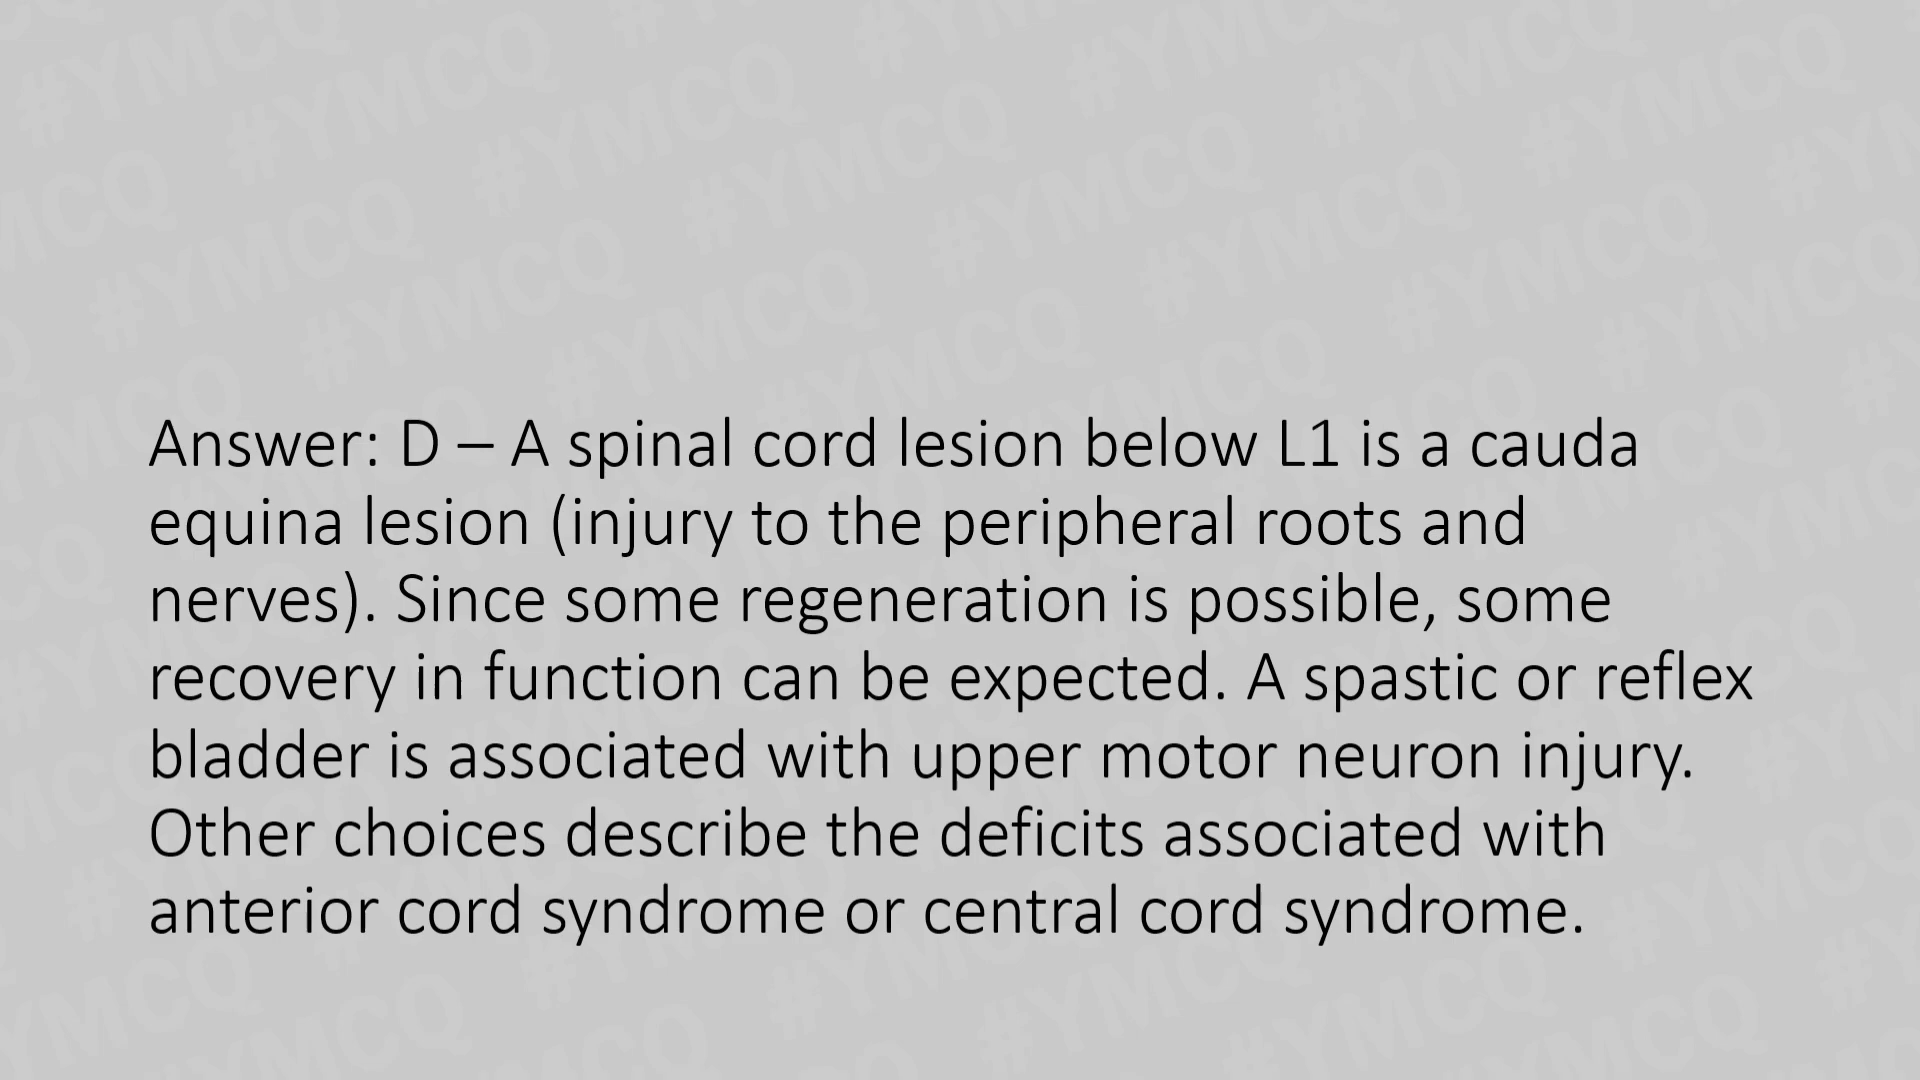 Answer: D – A spinal cord lesion below L1 is a cauda
equina lesion (injury to the peripheral roots and
nerves). Since some regeneration is possible, some
recovery in function can be expected. A spastic or reflex
bladder is associated with upper motor neuron injury.
Other choices describe the deficits associated with
anterior cord syndrome or central cord syndrome.
#YMCQ